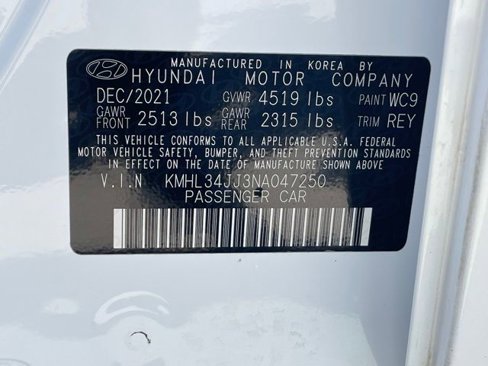 MANUFACTURED IN KOREA BY
HYUNDAI MOTOR COMPANY
DEC/2021 GVWR 4519 lbs PAINT WC9
GAWR FRONT 2513 lbs GAWR REAR 2315 lbs TRIM REY
THIS VEHICLE CONFORMS TO ALL APPLICABLE U.S.A. FEDERAL
MOTOR VEHICLE SAFETY, BUMPER, AND THEFT PREVENTION STANDARDS
IN EFFECT ON THE DATE OF MANUFACTURE SHOWN ABOVE
V.I.N KMHL34JJ3NA047250
PASSENGER CAR